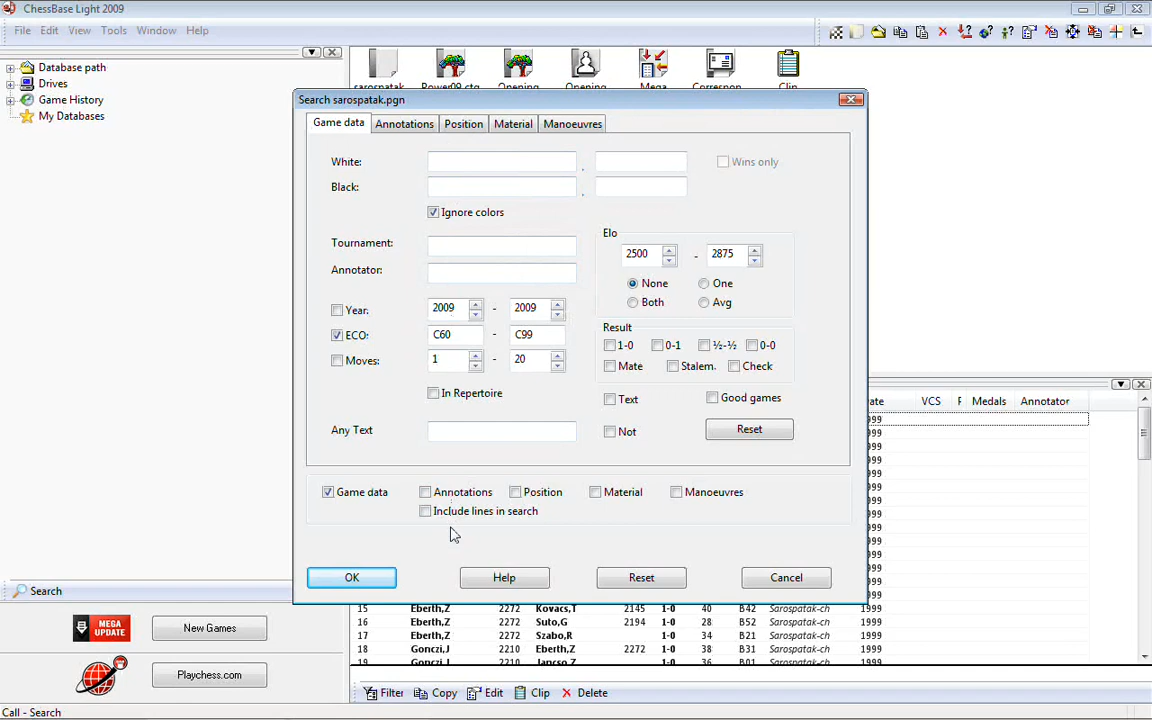 ChessBase Light 2009
File Edit View Tools Window Help
Database path
Drives
Game History
My Databases
sarospatak Power09.ctg Opening Opening Mega Correspon Clip
Search sarospatak.pgn
Game data Annotations Position Material Manoeuvres
White: , Wins only
Black: ,
Ignore colors
Tournament:
Annotator:
Elo
2500 - 2875
None One
Both Avg
Year: 2009 - 2009
ECO: C60 - C99
Moves: 1 - 20
Result
1-0 0-1 ½-½ 0-0
Mate Stalem. Check
In Repertoire
Text Good games
Any Text
Not Reset
Game data Annotations Position Material Manoeuvres
Include lines in search
OK Help Reset Cancel
VCS Medals Annotator
Search
New Games
MEGA UPDATE
Playchess.com
15 Eberth,Z 2272 Kovacs,T 2145 1-0 40 B42 Sarospatak-ch 1999
16 Eberth,Z 2272 Suto,G 2194 1-0 28 B52 Sarospatak-ch 1999
17 Eberth,Z 2272 Szabo,R 1-0 34 B21 Sarospatak-ch 1999
18 Gonczi,J 2210 Eberth,Z 2272 1-0 38 B31 Sarospatak-ch 1999
19 Gonczi,J 2210 Jancso,Z 1-0 36 B01 Sarospatak-ch 1999
Filter Copy Edit Clip Delete
Call - Search